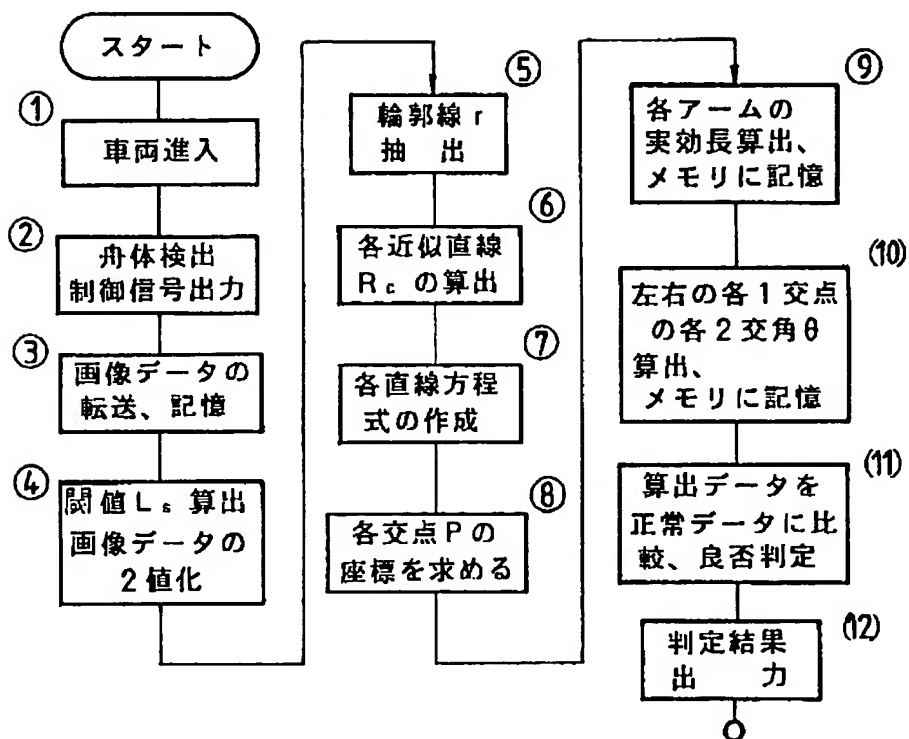 スタート
①
車両進入
②
舟体検出
制御信号出力
③
画像データの
転送、記憶
④
閾値Ls 算出
画像データの
2値化
⑤
輪郭線r
抽出
⑥
各近似直線
Rcの算出
⑦
各直線方程
式の作成
⑧
各交点Pの
座標を求める
⑨
各アームの
実効長算出、
メモリに記憶
(10)
左右の各1交点
の各2交角θ
算出、
メモリに記憶
(11)
算出データを
正常データに比
較、良否判定
(12)
判定結果
出力